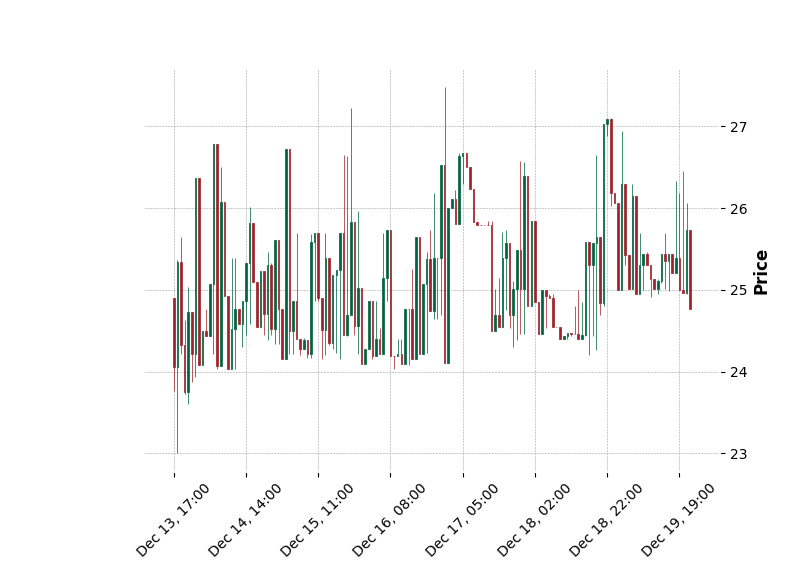 27
26
25
24
23
Price
Dec 13, 17:00
Dec 14, 14:00
Dec 15, 11:00
Dec 16, 08:00
Dec 17, 05:00
Dec 18, 02:00
Dec 18, 22:00
Dec 19, 19:00